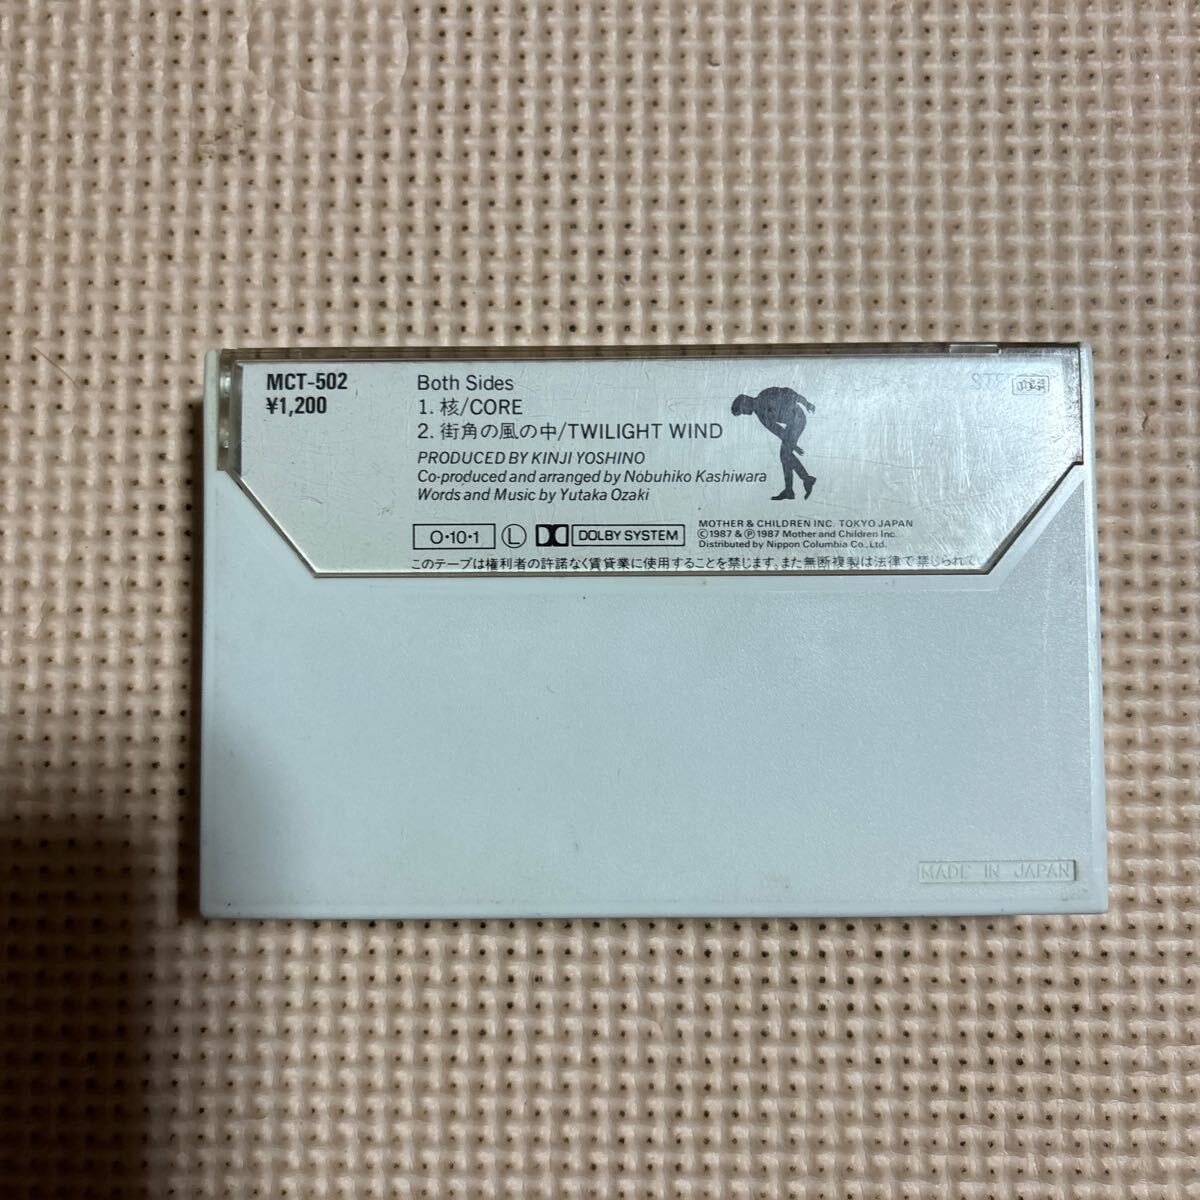 MCT-502
¥1,200
Both Sides
1. 核/CORE
2. 街角の風の中/TWILIGHT WIND
PRODUCED BY KINJI YOSHINO
Co-produced and arranged by Nobuhiko Kashiwara
Words and Music by Yutaka Ozaki
O·10·1 Ⓛ DOLBY SYSTEM
MOTHER & CHILDREN INC. TOKYO JAPAN
©1987 & Ⓟ1987 Mother and Children Inc.
Distributed by Nippon Columbia Co., Ltd.
このテープは権利者の許諾なく賃貸業に使用することを禁じます。また無断複製は法律で禁じられて
MADE IN JAPAN